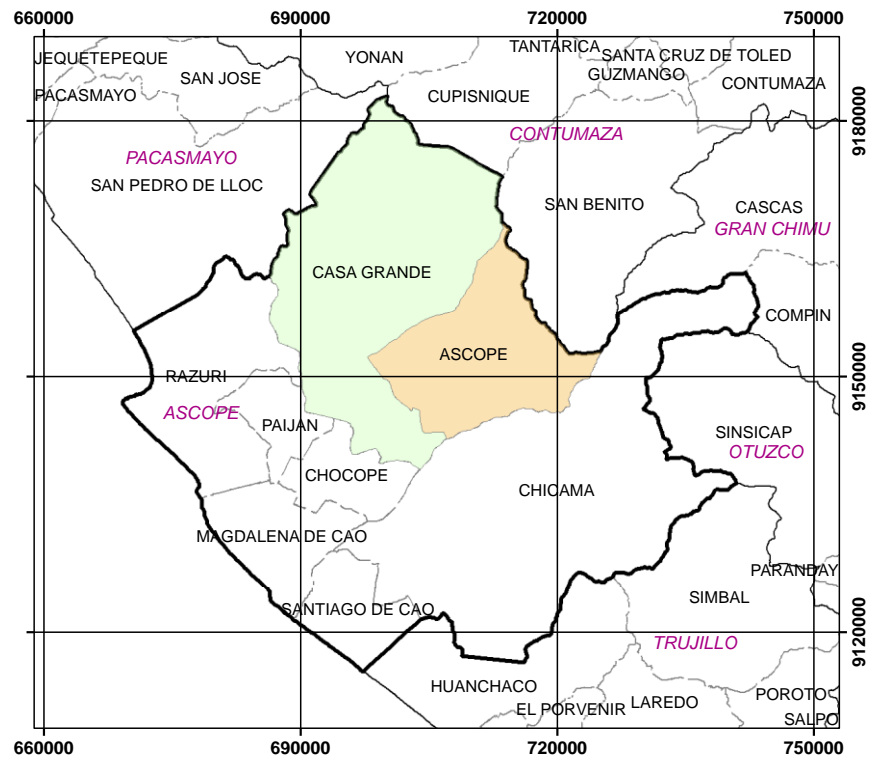 660000 690000 720000 750000
JEQUETEPEQUE
YONAN
TANTARICA
SANTA CRUZ DE TOLED
SAN JOSE
GUZMANGO
CONTUMAZA
PACASMAYO
CUPISNIQUE
9180000
CONTUMAZA
PACASMAYO
SAN PEDRO DE LLOC
SAN BENITO
CASCAS
GRAN CHIMU
CASA GRANDE
COMPIN
ASCOPE
RAZURI
9150000
ASCOPE
PAIJAN
SINSICAP
OTUZCO
CHOCOPE
CHICAMA
MAGDALENA DE CAO
PARANDAY
SIMBAL
SANTIAGO DE CAO
9120000
TRUJILLO
HUANCHACO
POROTO
LAREDO
EL PORVENIR
SALPO
660000 690000 720000 750000